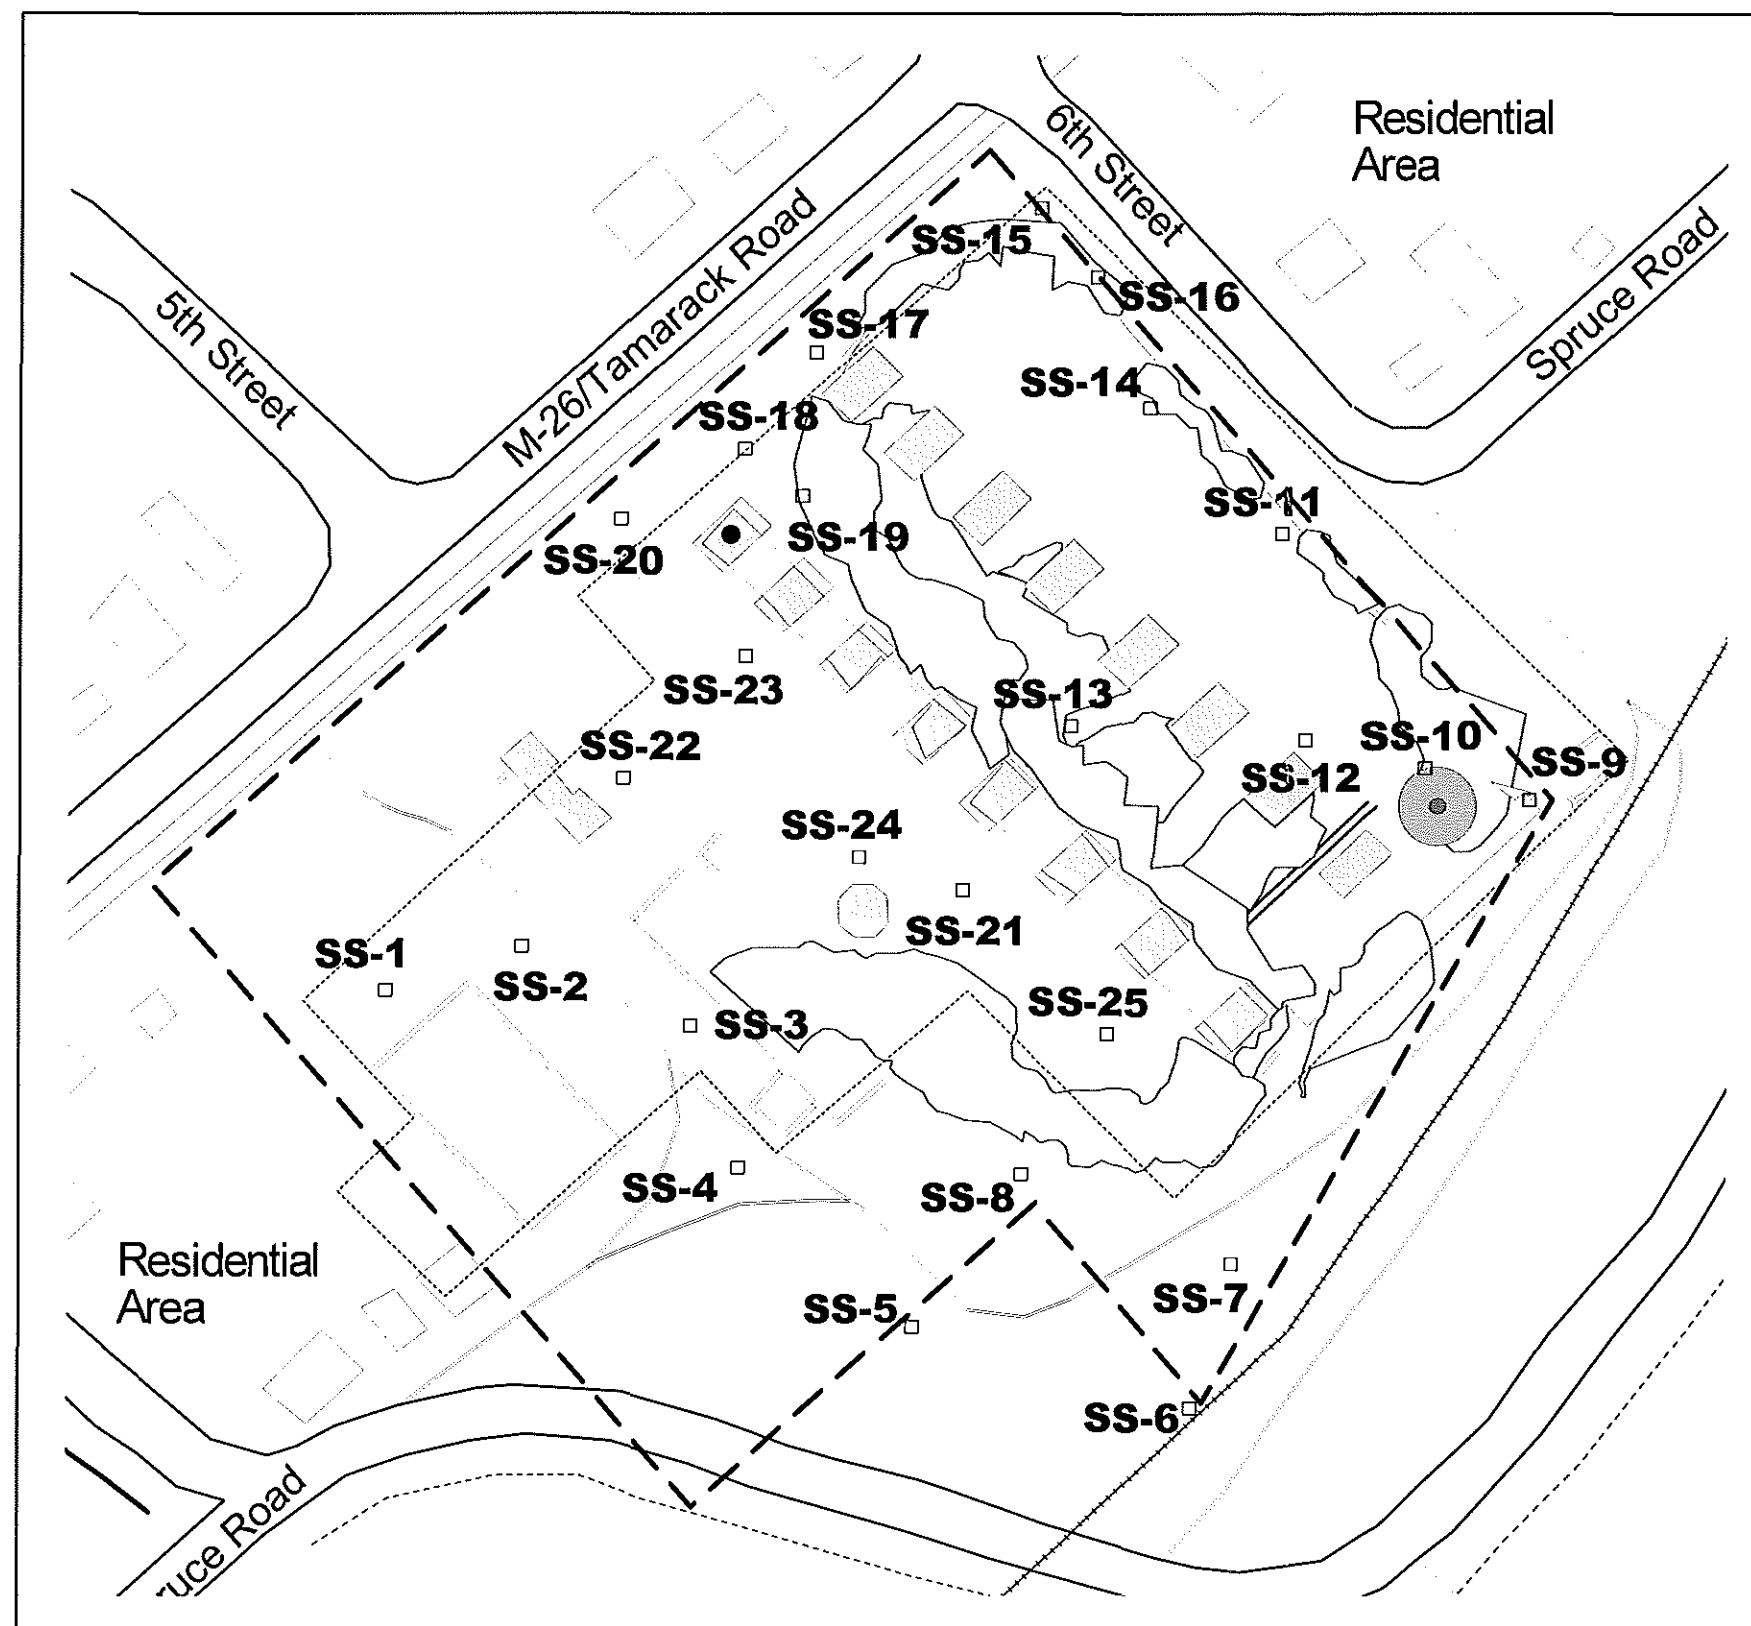 Residential
Area
6th Street
Spruce Road
M-26/Tamarack Road
5th Street
SS-15
SS-16
SS-17
SS-14
SS-18
SS-11
SS-19
SS-20
SS-23
SS-13
SS-22
SS-10
SS-9
SS-12
SS-24
SS-21
SS-1
SS-2
SS-25
SS-3
SS-4
SS-8
Residential
Area
SS-7
SS-5
SS-6
ruce Road